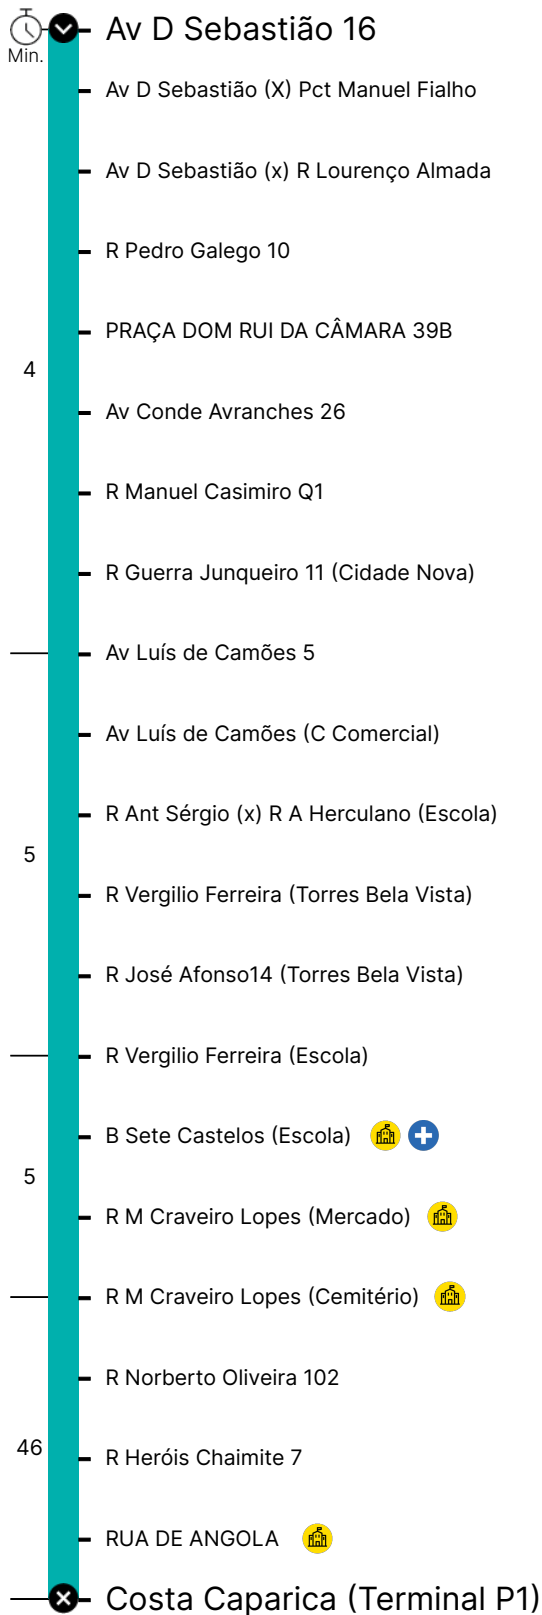 Av D Sebastião 16
Min.
Av D Sebastião (X) Pct Manuel Fialho
Av D Sebastião (x) R Lourenço Almada
R Pedro Galego 10
PRAÇA DOM RUI DA CÂMARA 39B
4
Av Conde Avranches 26
R Manuel Casimiro Q1
R Guerra Junqueiro 11 (Cidade Nova)
Av Luís de Camões 5
Av Luís de Camões (C Comercial)
R Ant Sérgio (x) R A Herculano (Escola)
5
R Vergilio Ferreira (Torres Bela Vista)
R José Afonso14 (Torres Bela Vista)
R Vergilio Ferreira (Escola)
B Sete Castelos (Escola)
5
R M Craveiro Lopes (Mercado)
R M Craveiro Lopes (Cemitério)
R Norberto Oliveira 102
46
R Heróis Chaimite 7
RUA DE ANGOLA
Costa Caparica (Terminal P1)